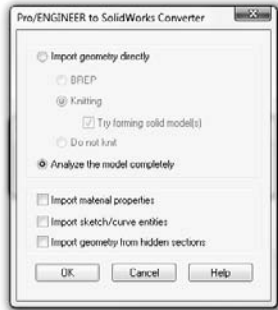 Pro/ENGINEER to SolidWorks Converter
Import geometry directly
BREP
Knitting
Try forming solid model(s)
Do not knit
Analyze the model completely
Import material properties
Import sketch/curve entities
Import geometry from hidden sections
OK Cancel Help